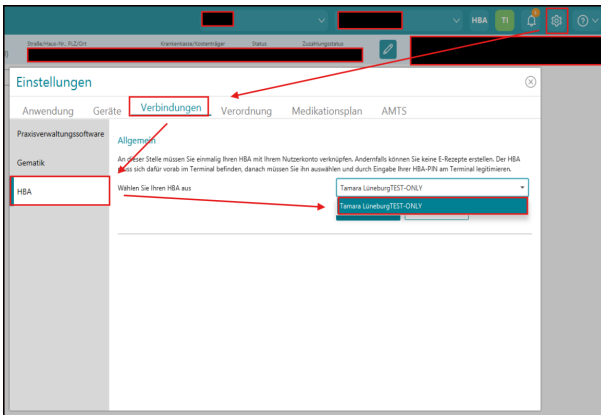 HBA TI
Straße/Haus-Nr., PLZ/Ort Krankenkasse/Kostenträger Status Zuzahlungsstatus
Einstellungen
Anwendung Geräte Verbindungen Verordnung Medikationsplan AMTS
Praxisverwaltungssoftware
Gematik
HBA
Allgemein
An dieser Stelle müssen Sie einmalig Ihren HBA mit Ihrem Nutzerkonto verknüpfen. Andernfalls können Sie keine E-Rezepte erstellen. Der HBA
muss sich dafür vorab im Terminal befinden, danach müssen Sie ihn auswählen und durch Eingabe Ihrer HBA-PIN am Terminal legitimieren.
Wählen Sie Ihren HBA aus Tamara LüneburgTEST-ONLY
Tamara LüneburgTEST-ONLY